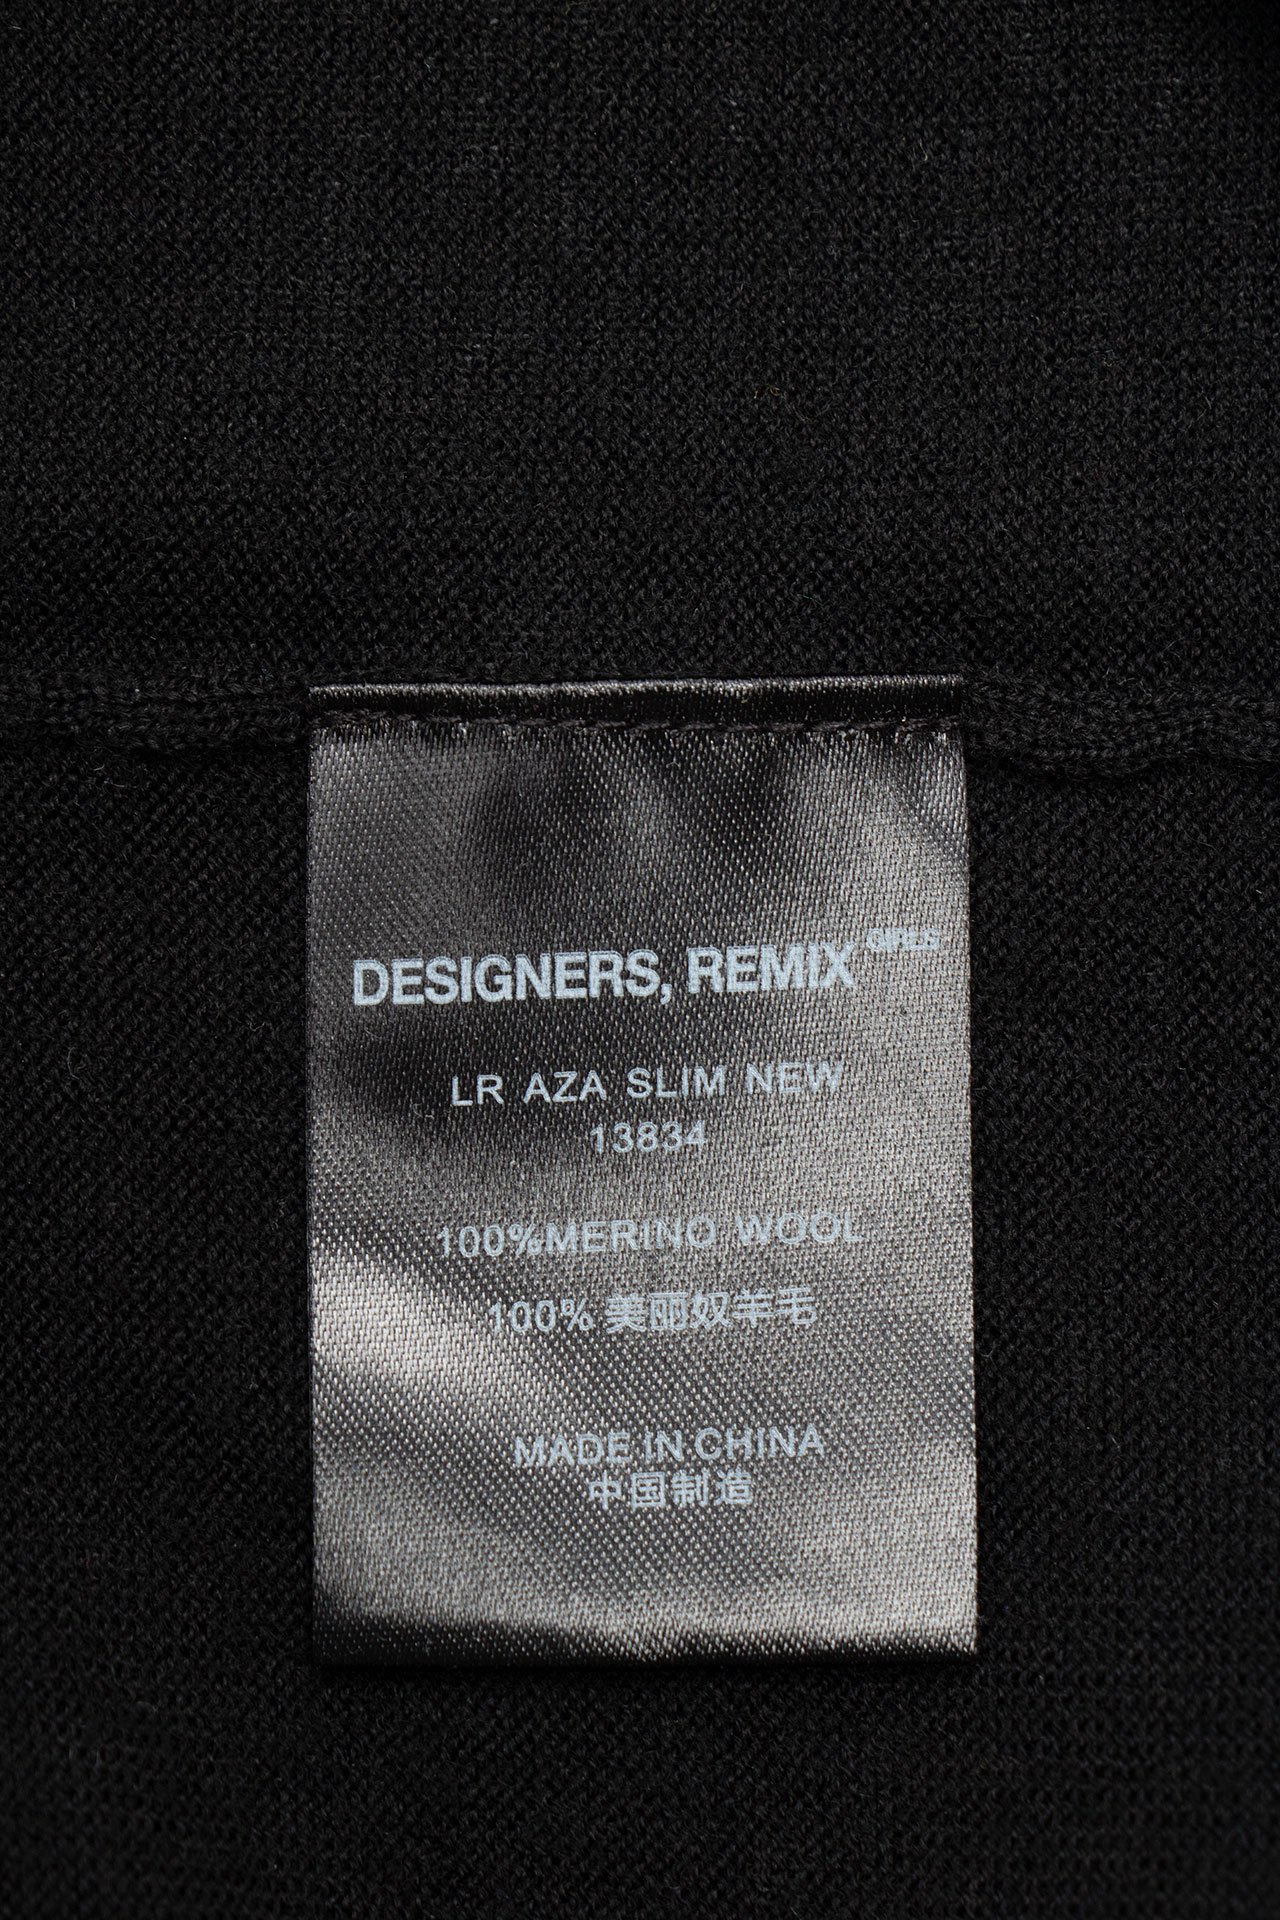 DESIGNERS, REMIX GIRLS
LR AZA SLIM NEW
13834
100%MERINO WOOL
100% 美丽奴羊毛
MADE IN CHINA
中国制造